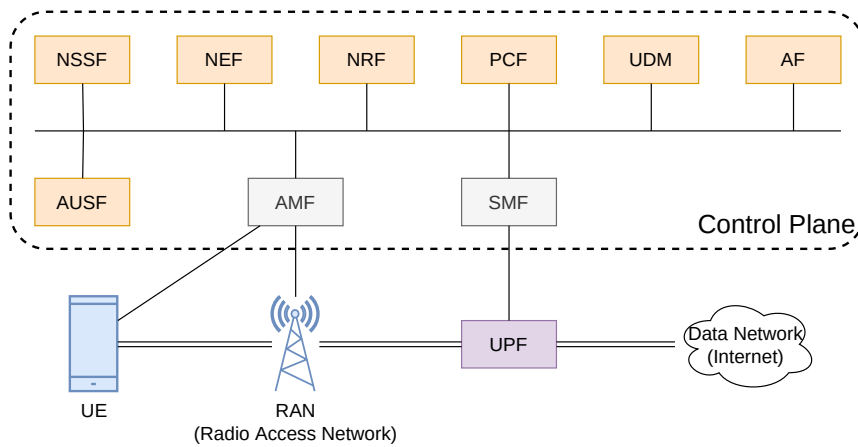 NSSF
NEF
NRF
PCF
UDM
AF
AUSF
AMF
SMF
Control Plane
UPF
Data Network
(Internet)
UE
RAN
(Radio Access Network)